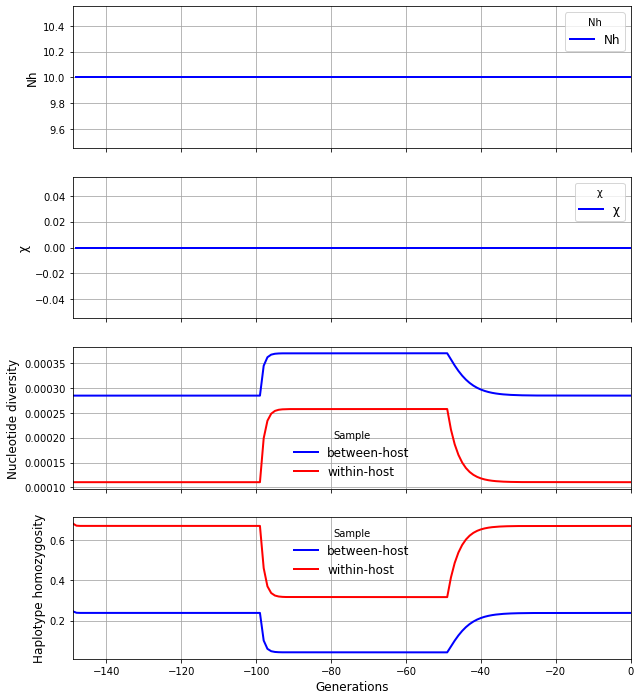 10.4
10.2
10.0
9.8
9.6
Nh
Nh
Nh
0.04
0.02
0.00
−0.02
−0.04
χ
χ
χ
0.00035
0.00030
0.00025
0.00020
0.00015
0.00010
Nucleotide diversity
Sample
between-host
within-host
0.6
0.4
0.2
Haplotype homozygosity
Sample
between-host
within-host
−140
−120
−100
−80
−60
−40
−20
0
Generations